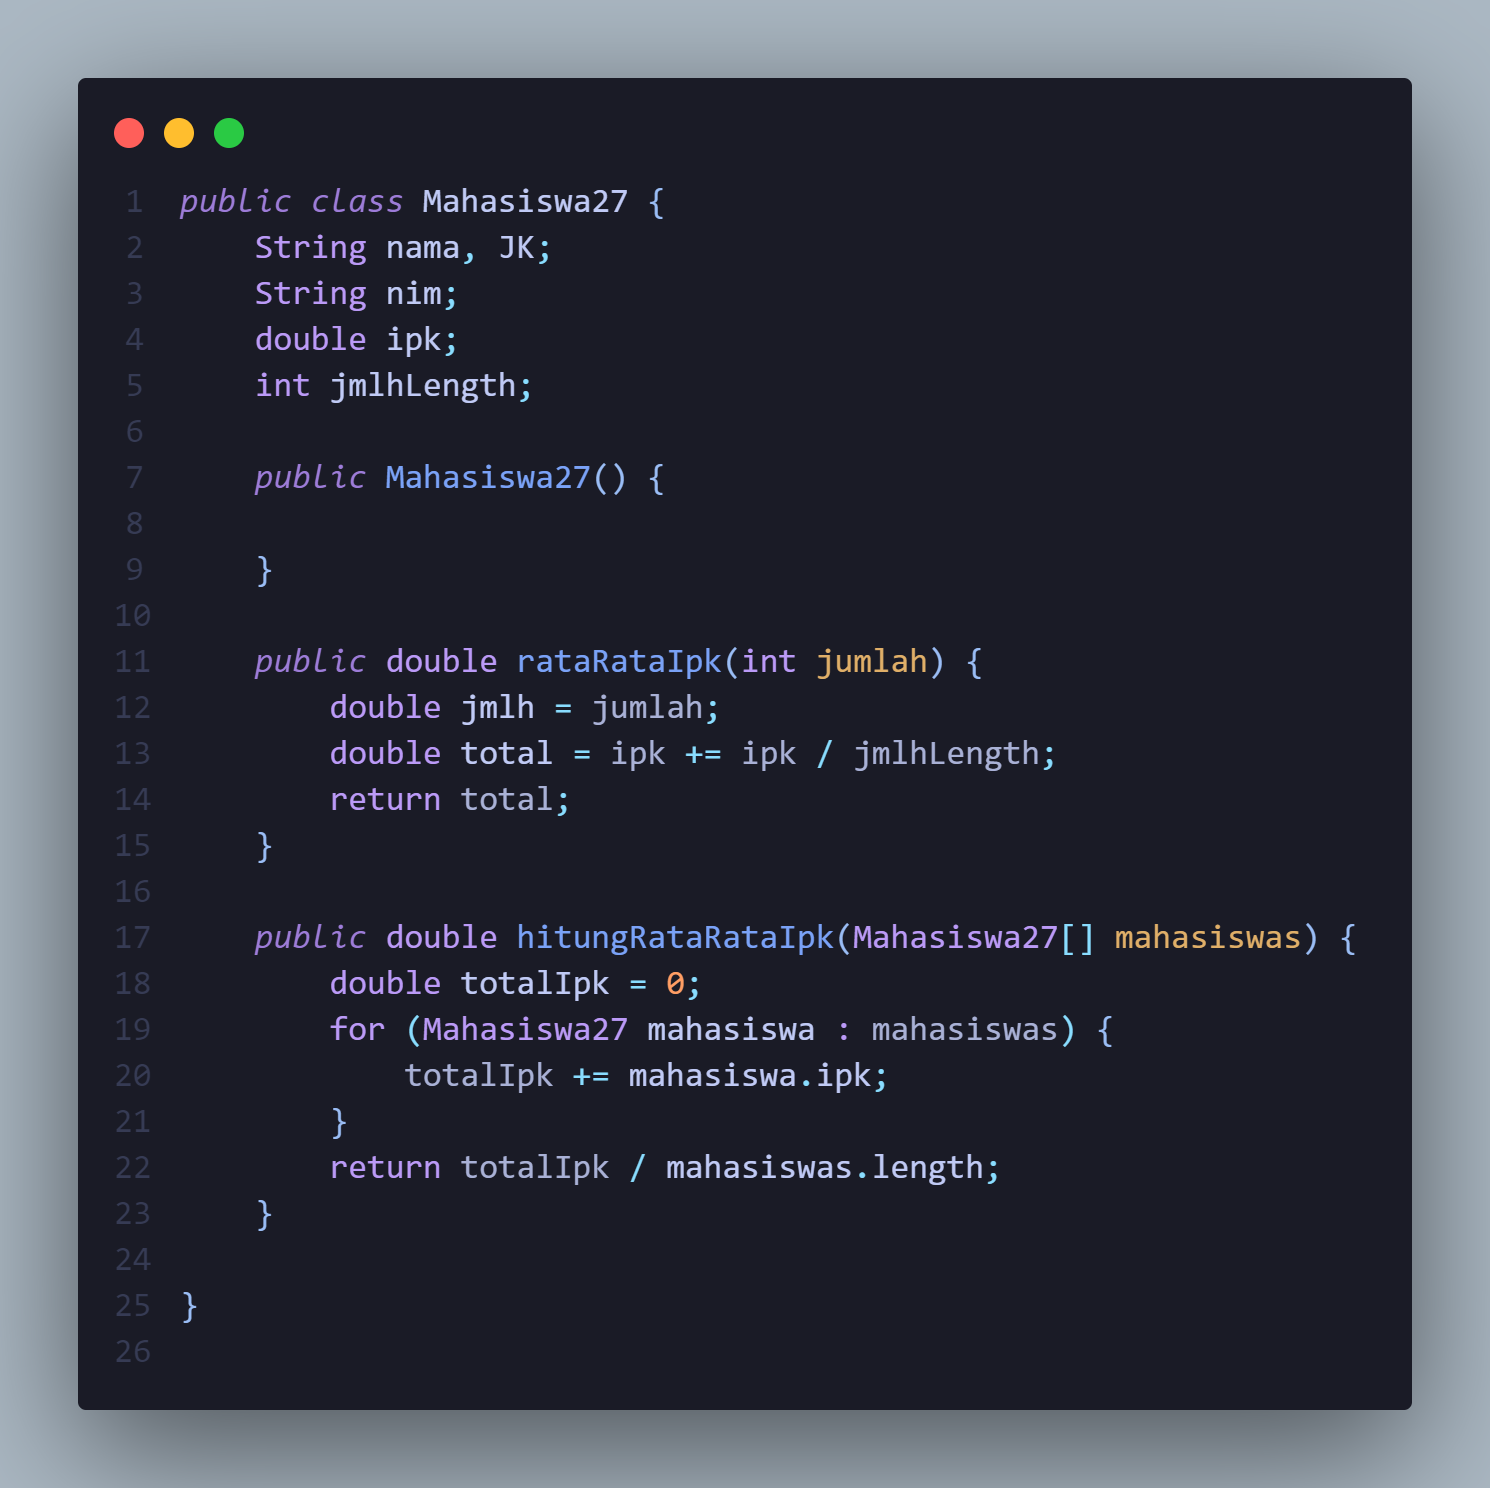 1 public class Mahasiswa27 {
2     String nama, JK;
3     String nim;
4     double ipk;
5     int jmlhLength;
6
7     public Mahasiswa27() {
8
9     }
10
11     public double rataRataIpk(int jumlah) {
12         double jmlh = jumlah;
13         double total = ipk += ipk / jmlhLength;
14         return total;
15     }
16
17     public double hitungRataRataIpk(Mahasiswa27[] mahasiswas) {
18         double totalIpk = 0;
19         for (Mahasiswa27 mahasiswa : mahasiswas) {
20             totalIpk += mahasiswa.ipk;
21         }
22         return totalIpk / mahasiswas.length;
23     }
24
25 }
26